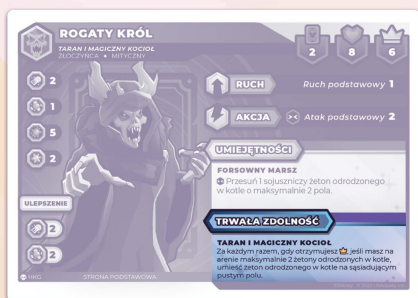 ROGATY KRÓL
TARAN I MAGICZNY KOCIOŁ
ZŁOCZYŃCA ✦ MITYCZNY
2
8
6
2
1
5
2
ULEPSZENIE
2
2
RUCH
Ruch podstawowy 1
AKCJA
Atak podstawowy 2
UMIEJĘTNOŚCI
FORSOWNY MARSZ
Przesuń 1 sojuszniczy żeton odrodzonego
w kotle o maksymalnie 2 pola.
TRWAŁA ZDOLNOŚĆ
TARAN I MAGICZNY KOCIOŁ
Za każdym razem, gdy otrzymujesz, jeśli masz na
arenie maksymalnie 2 żetony odrodzonych w kotle,
umieść żeton odrodzonego w kotle na sąsiadującym
pustym polu.
STRONA PODSTAWOWA